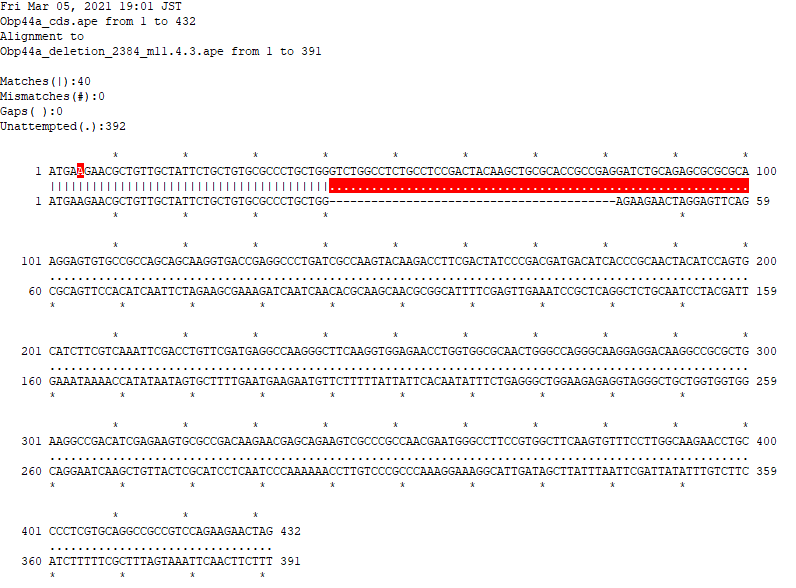 Fri Mar 05, 2021 19:01 JST
Obp44a_cds.ape from 1 to 432
Alignment to
Obp44a_deletion_2384_m11.4.3.ape from 1 to 391
Matches(|):40
Mismatches(#):0
Gaps( ):0
Unattempted(.):392
* * * * * * * * * *
1 ATGAAGAACGCTGTTGCTATTCTGCTGTGCGCCCTGCTGGGTCTGGCCTCTGCCTCCGACTACAAGCTGCGCACCGCCGAGGATCTGCAGAGCGCGCGCA 100
||||||||||||||||||||||||||||||||||||||||............................................................
1 ATGAAGAACGCTGTTGCTATTCTGCTGTGCGCCCTGCTGG-----------------------------------------AGAAGAACTAGGAGTTCAG 59
* * * * *
* * * * * * * * * *
101 AGGAGTGTGCCGCCAGCAGCAAGGTGACCGAGGCCCTGATCGCCAAGTACAAGACCTTCGACTATCCCGACGATGACATCACCCGCAACTACATCCAGTG 200
....................................................................................................
60 CGCAGTTCCACATCAATTCTAGAAGCGAAAGATCAATCAACACGCAAGCAACGCGGCATTTTCGAGTTGAAATCCGCTCAGGCTCTGCAATCCTACGATT 159
* * * * * * * * * *
* * * * * * * * * *
201 CATCTTCGTCAAATTCGACCTGTTCGATGAGGCCAAGGGCTTCAAGGTGGAGAACCTGGTGGCGCAACTGGGCCAGGGCAAGGAGGACAAGGCCGCGCTG 300
....................................................................................................
160 GAAATAAAACCATATAATAGTGCTTTTGAATGAAGAATGTTCTTTTTATTATTCACAATATTTCTGAGGGCTGGAAGAGAGGTAGGGCTGCTGGTGGTGG 259
* * * * * * * * * *
* * * * * * * * * *
301 AAGGCCGACATCGAGAAGTGCGCCGACAAGAACGAGCAGAAGTCGCCCGCCAACGAATGGGCCTTCCGTGGCTTCAAGTGTTTCCTTGGCAAGAACCTGC 400
....................................................................................................
260 CAGGAATCAAGCTGTTACTCGCATCCTCAATCCCAAAAAACCTTGTCCCGCCCAAAGGAAAGGCATTGATAGCTTATTTAATTCGATTATATTTGTCTTC 359
* * * * * * * * * *
* * *
401 CCCTCGTGCAGGCCGCCGTCCAGAAGAACTAG 432
................................
360 ATCTTTTTCGCTTTAGTAAATTCAACTTCTTT 391
* * * *